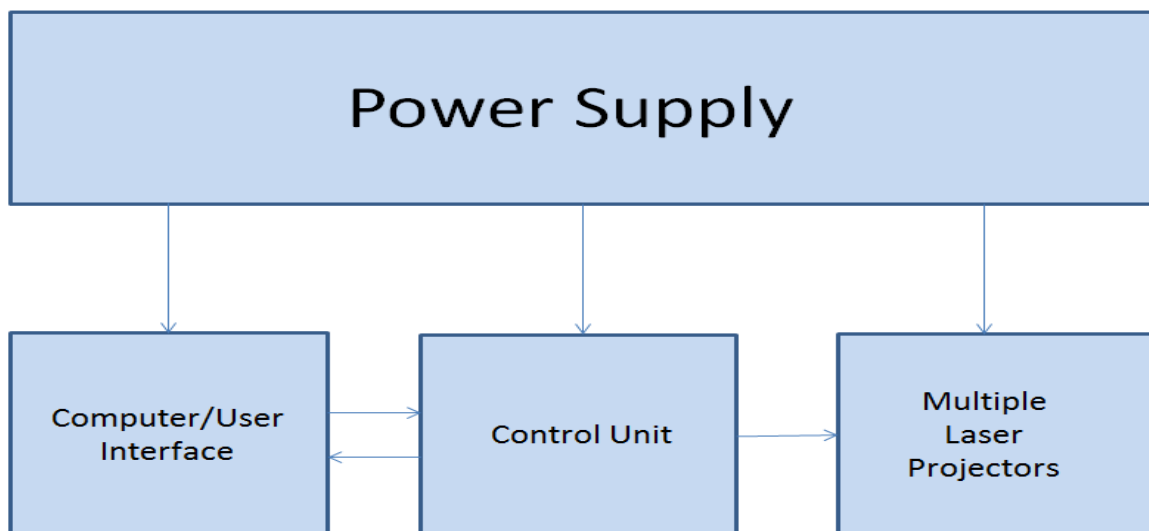 Power Supply
Computer/User
Interface
Control Unit
Multiple
Laser
Projectors